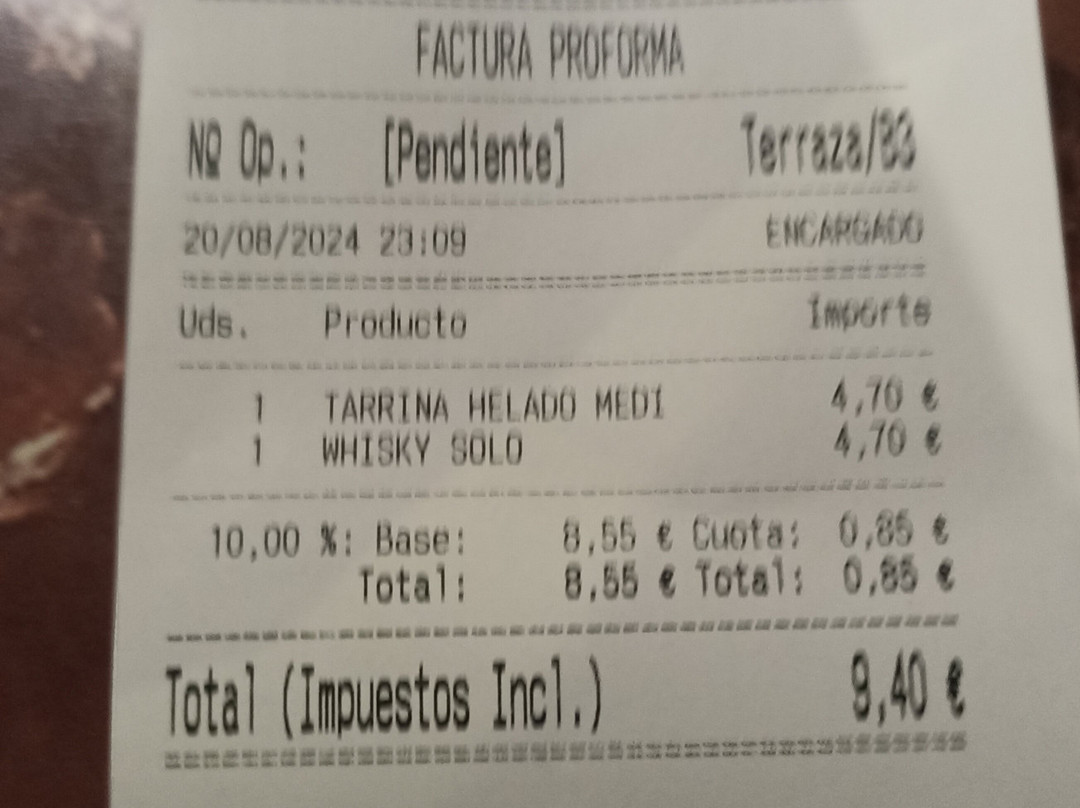 FACTURA PROFORMA
Nº Op.: [Pendiente] Terraza/83
20/08/2024 23:09 ENCARGADO
Uds. Producto Importe
1 TARRINA HELADO MEDI 4,70 €
1 WHISKY SOLO 4,70 €
10,00 %: Base: 8,55 € Cuota: 0,85 €
Total: 8,55 € Total: 0,85 €
Total (Impuestos Incl.) 9,40 €